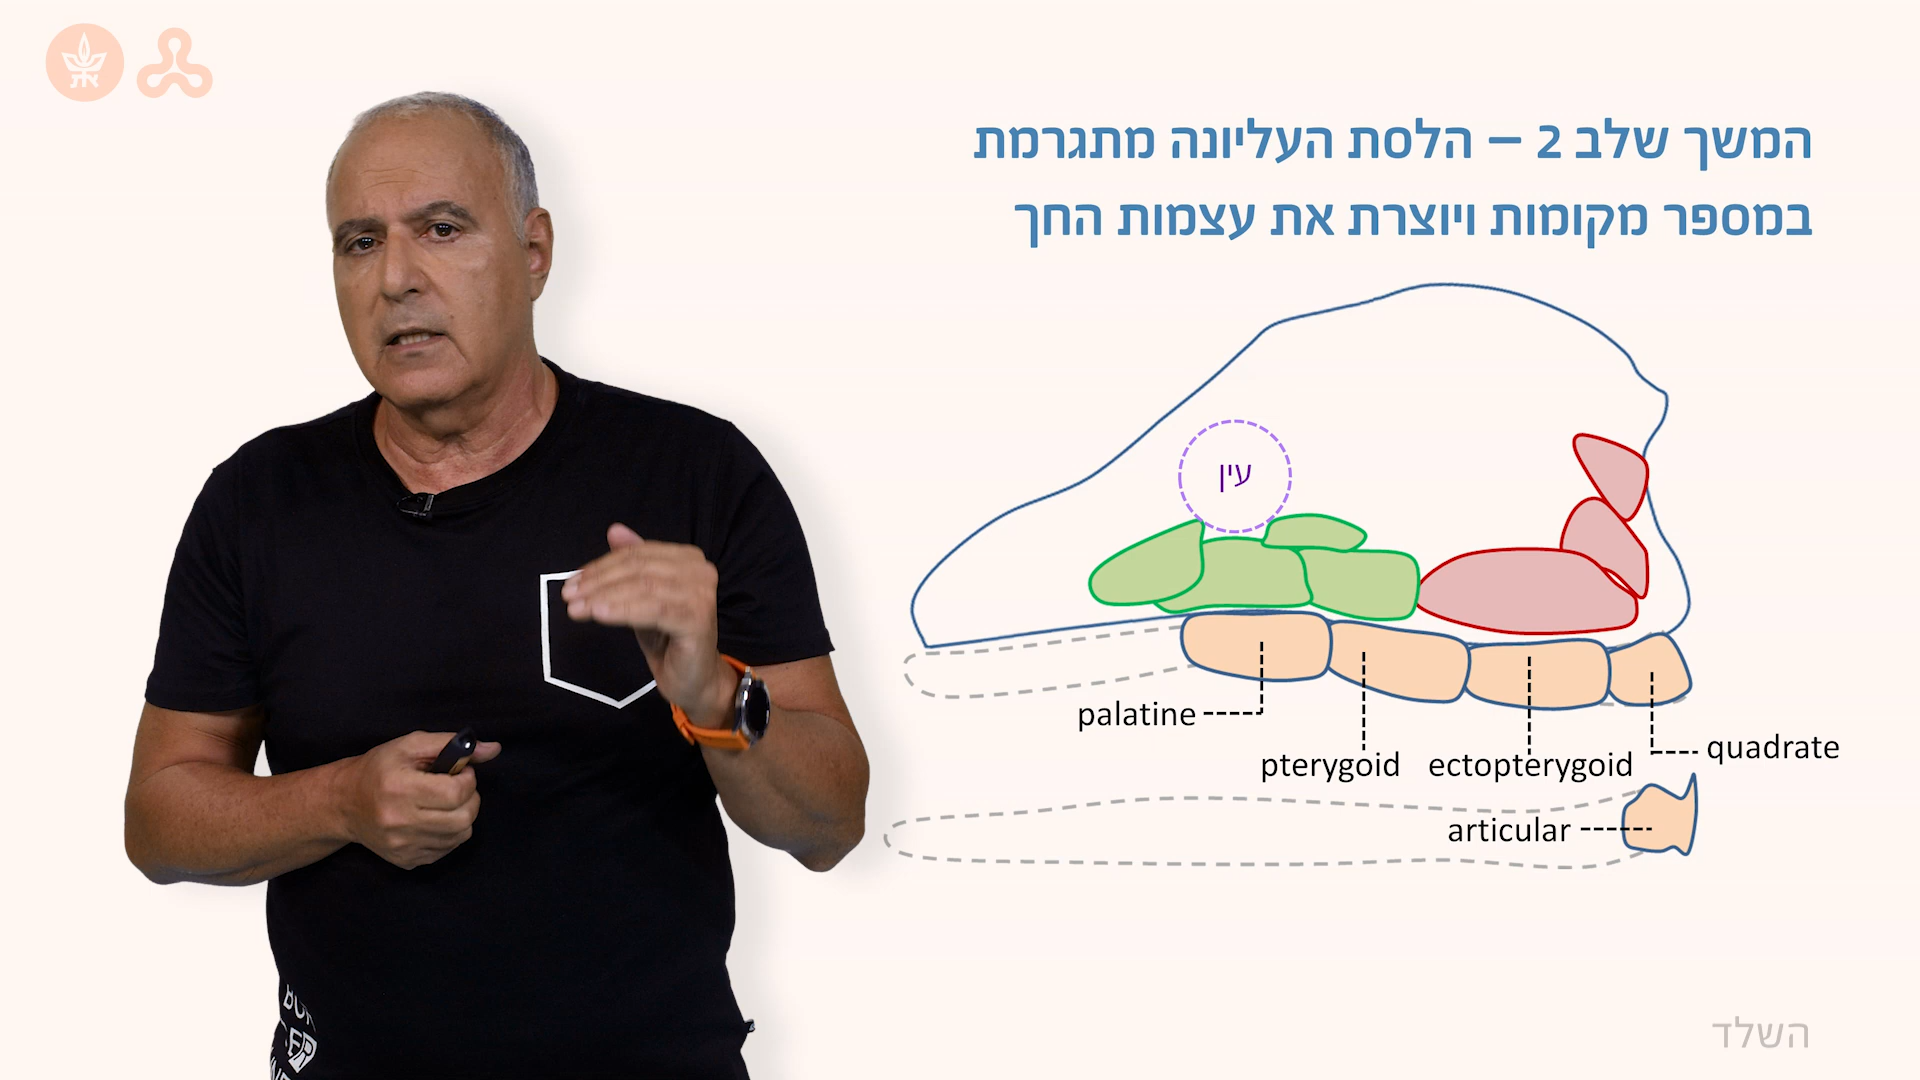 המשך שלב 2 – הלסת העליונה מתגרמת
במספר מקומות ויוצרת את עצמות החך
עין
palatine
pterygoid
ectopterygoid
quadrate
articular
השלד